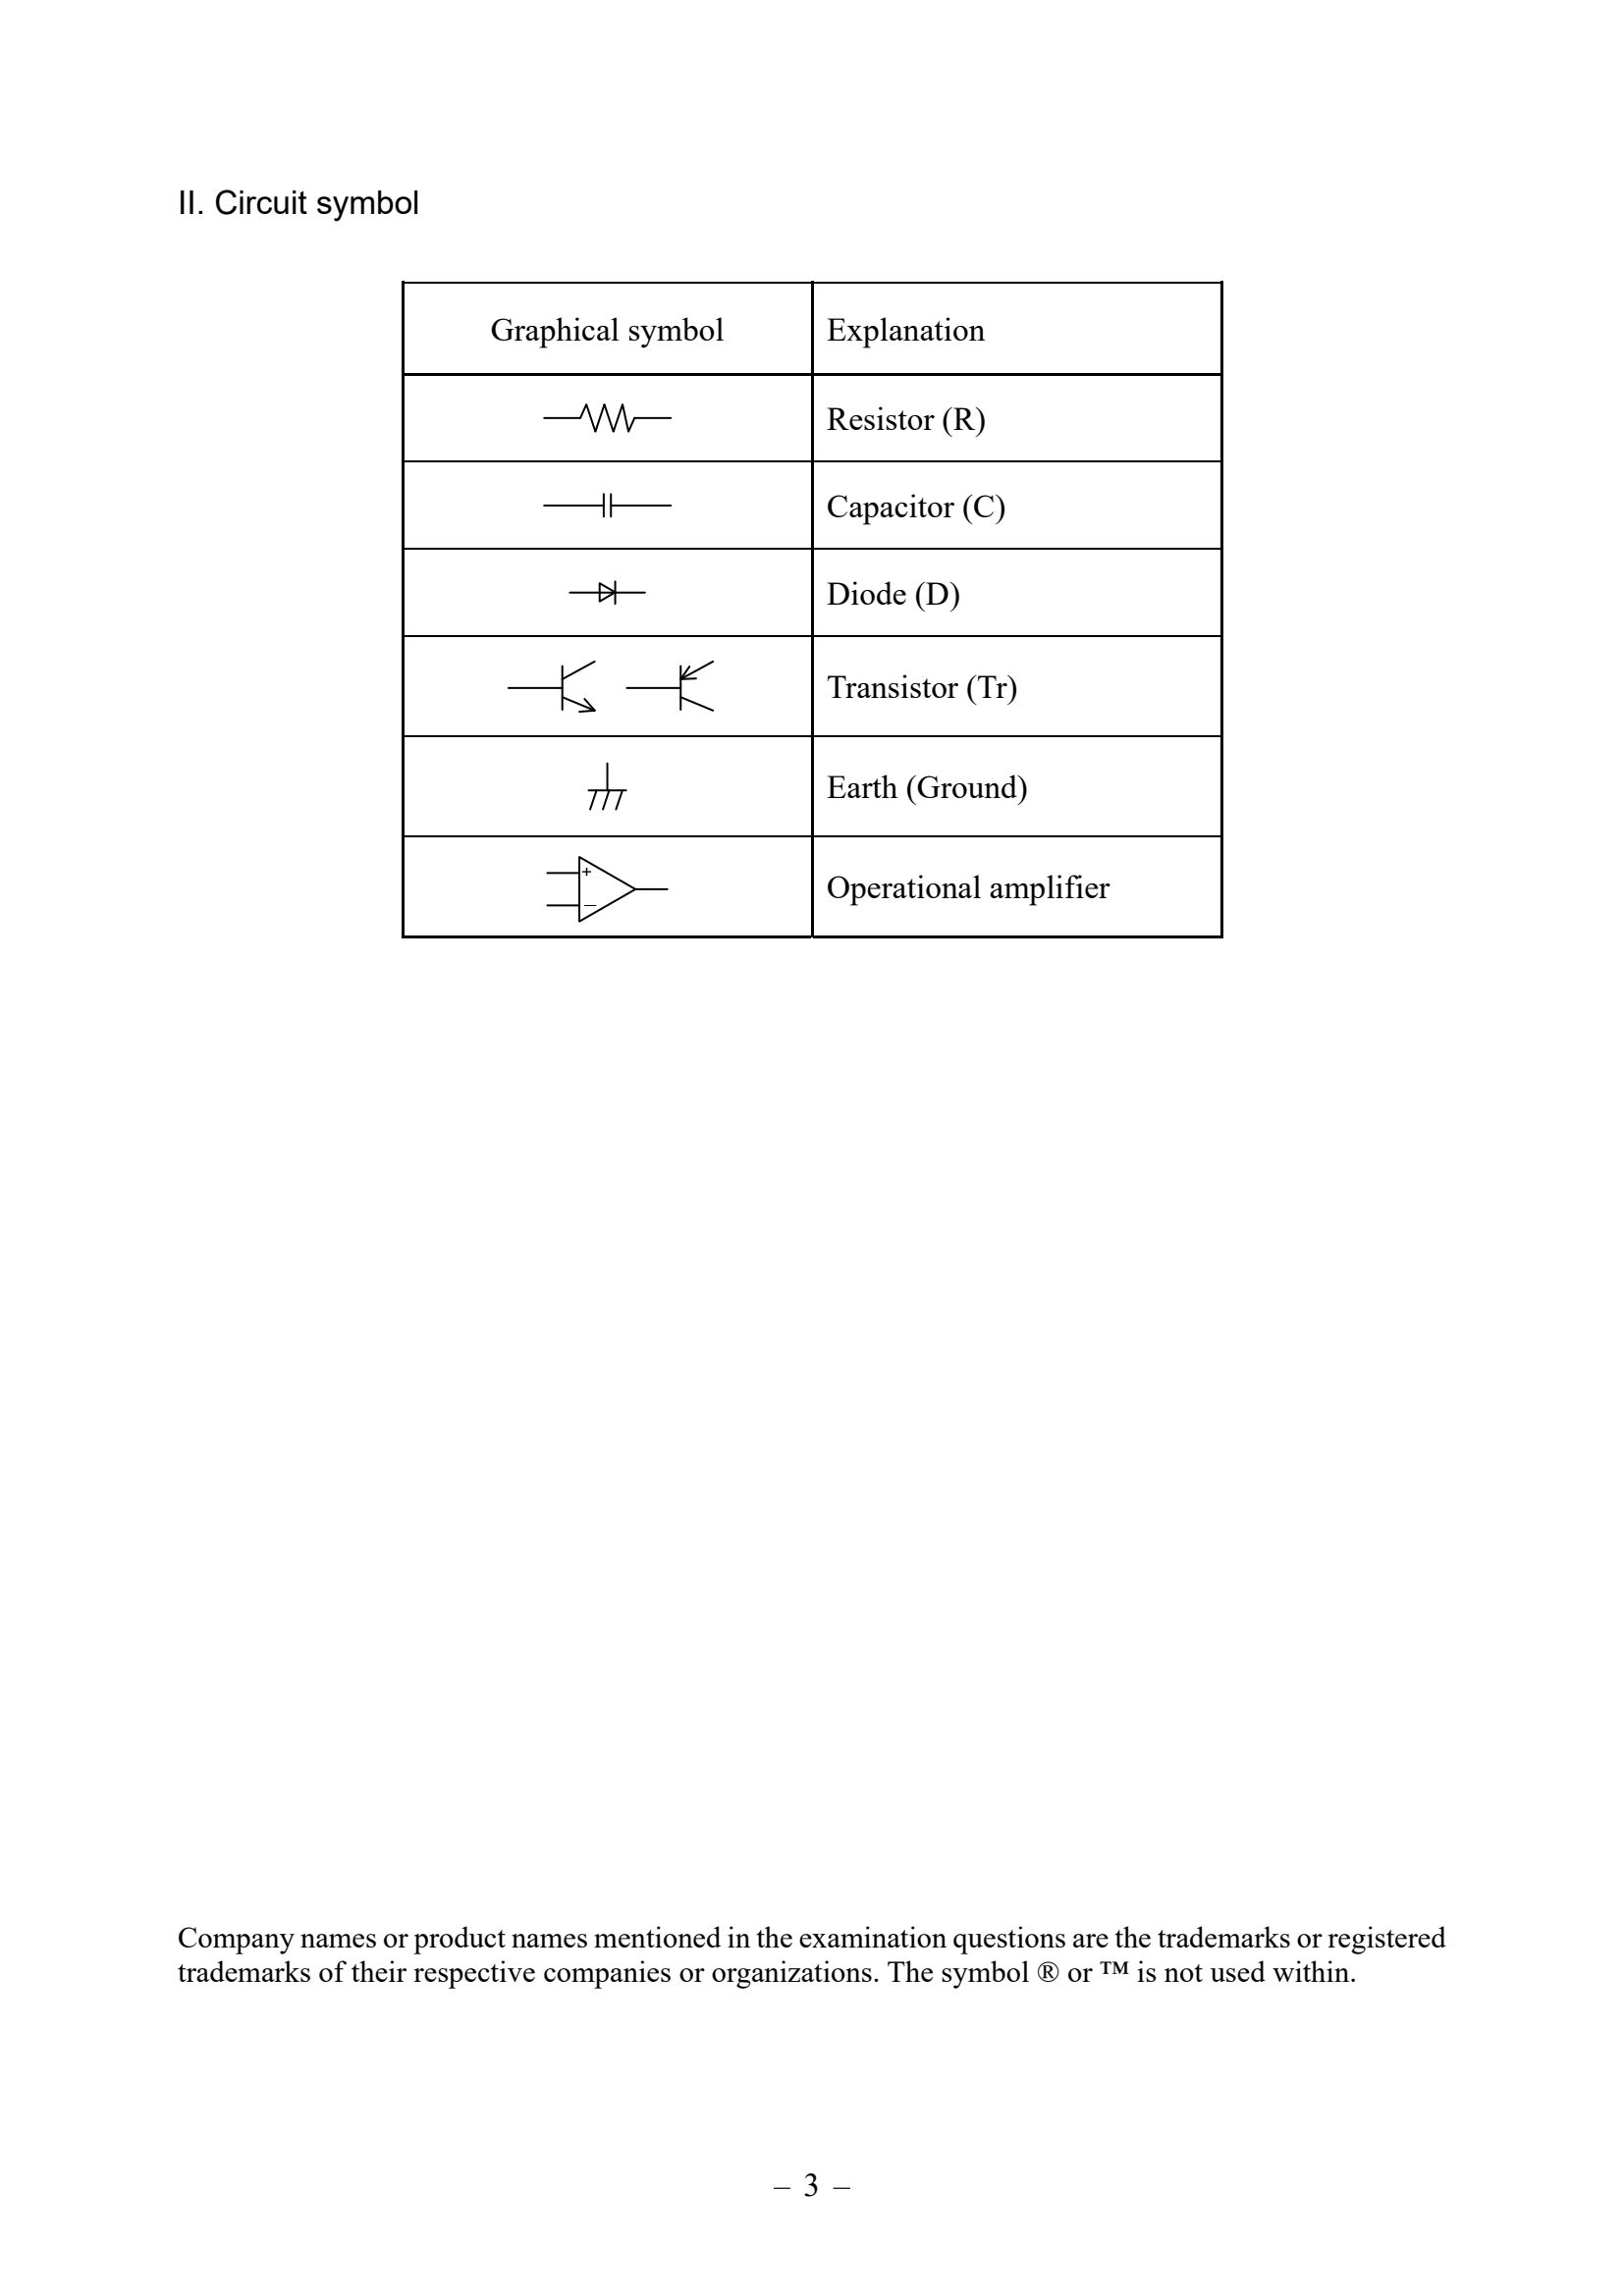 II. Circuit symbol
Graphical symbol Explanation
Resistor (R)
Capacitor (C)
Diode (D)
Transistor (Tr)
Earth (Ground)
+
–
Operational amplifier
Company names or product names mentioned in the examination questions are the trademarks or registered
trademarks of their respective companies or organizations. The symbol ® or ™ is not used within.
– 3 –